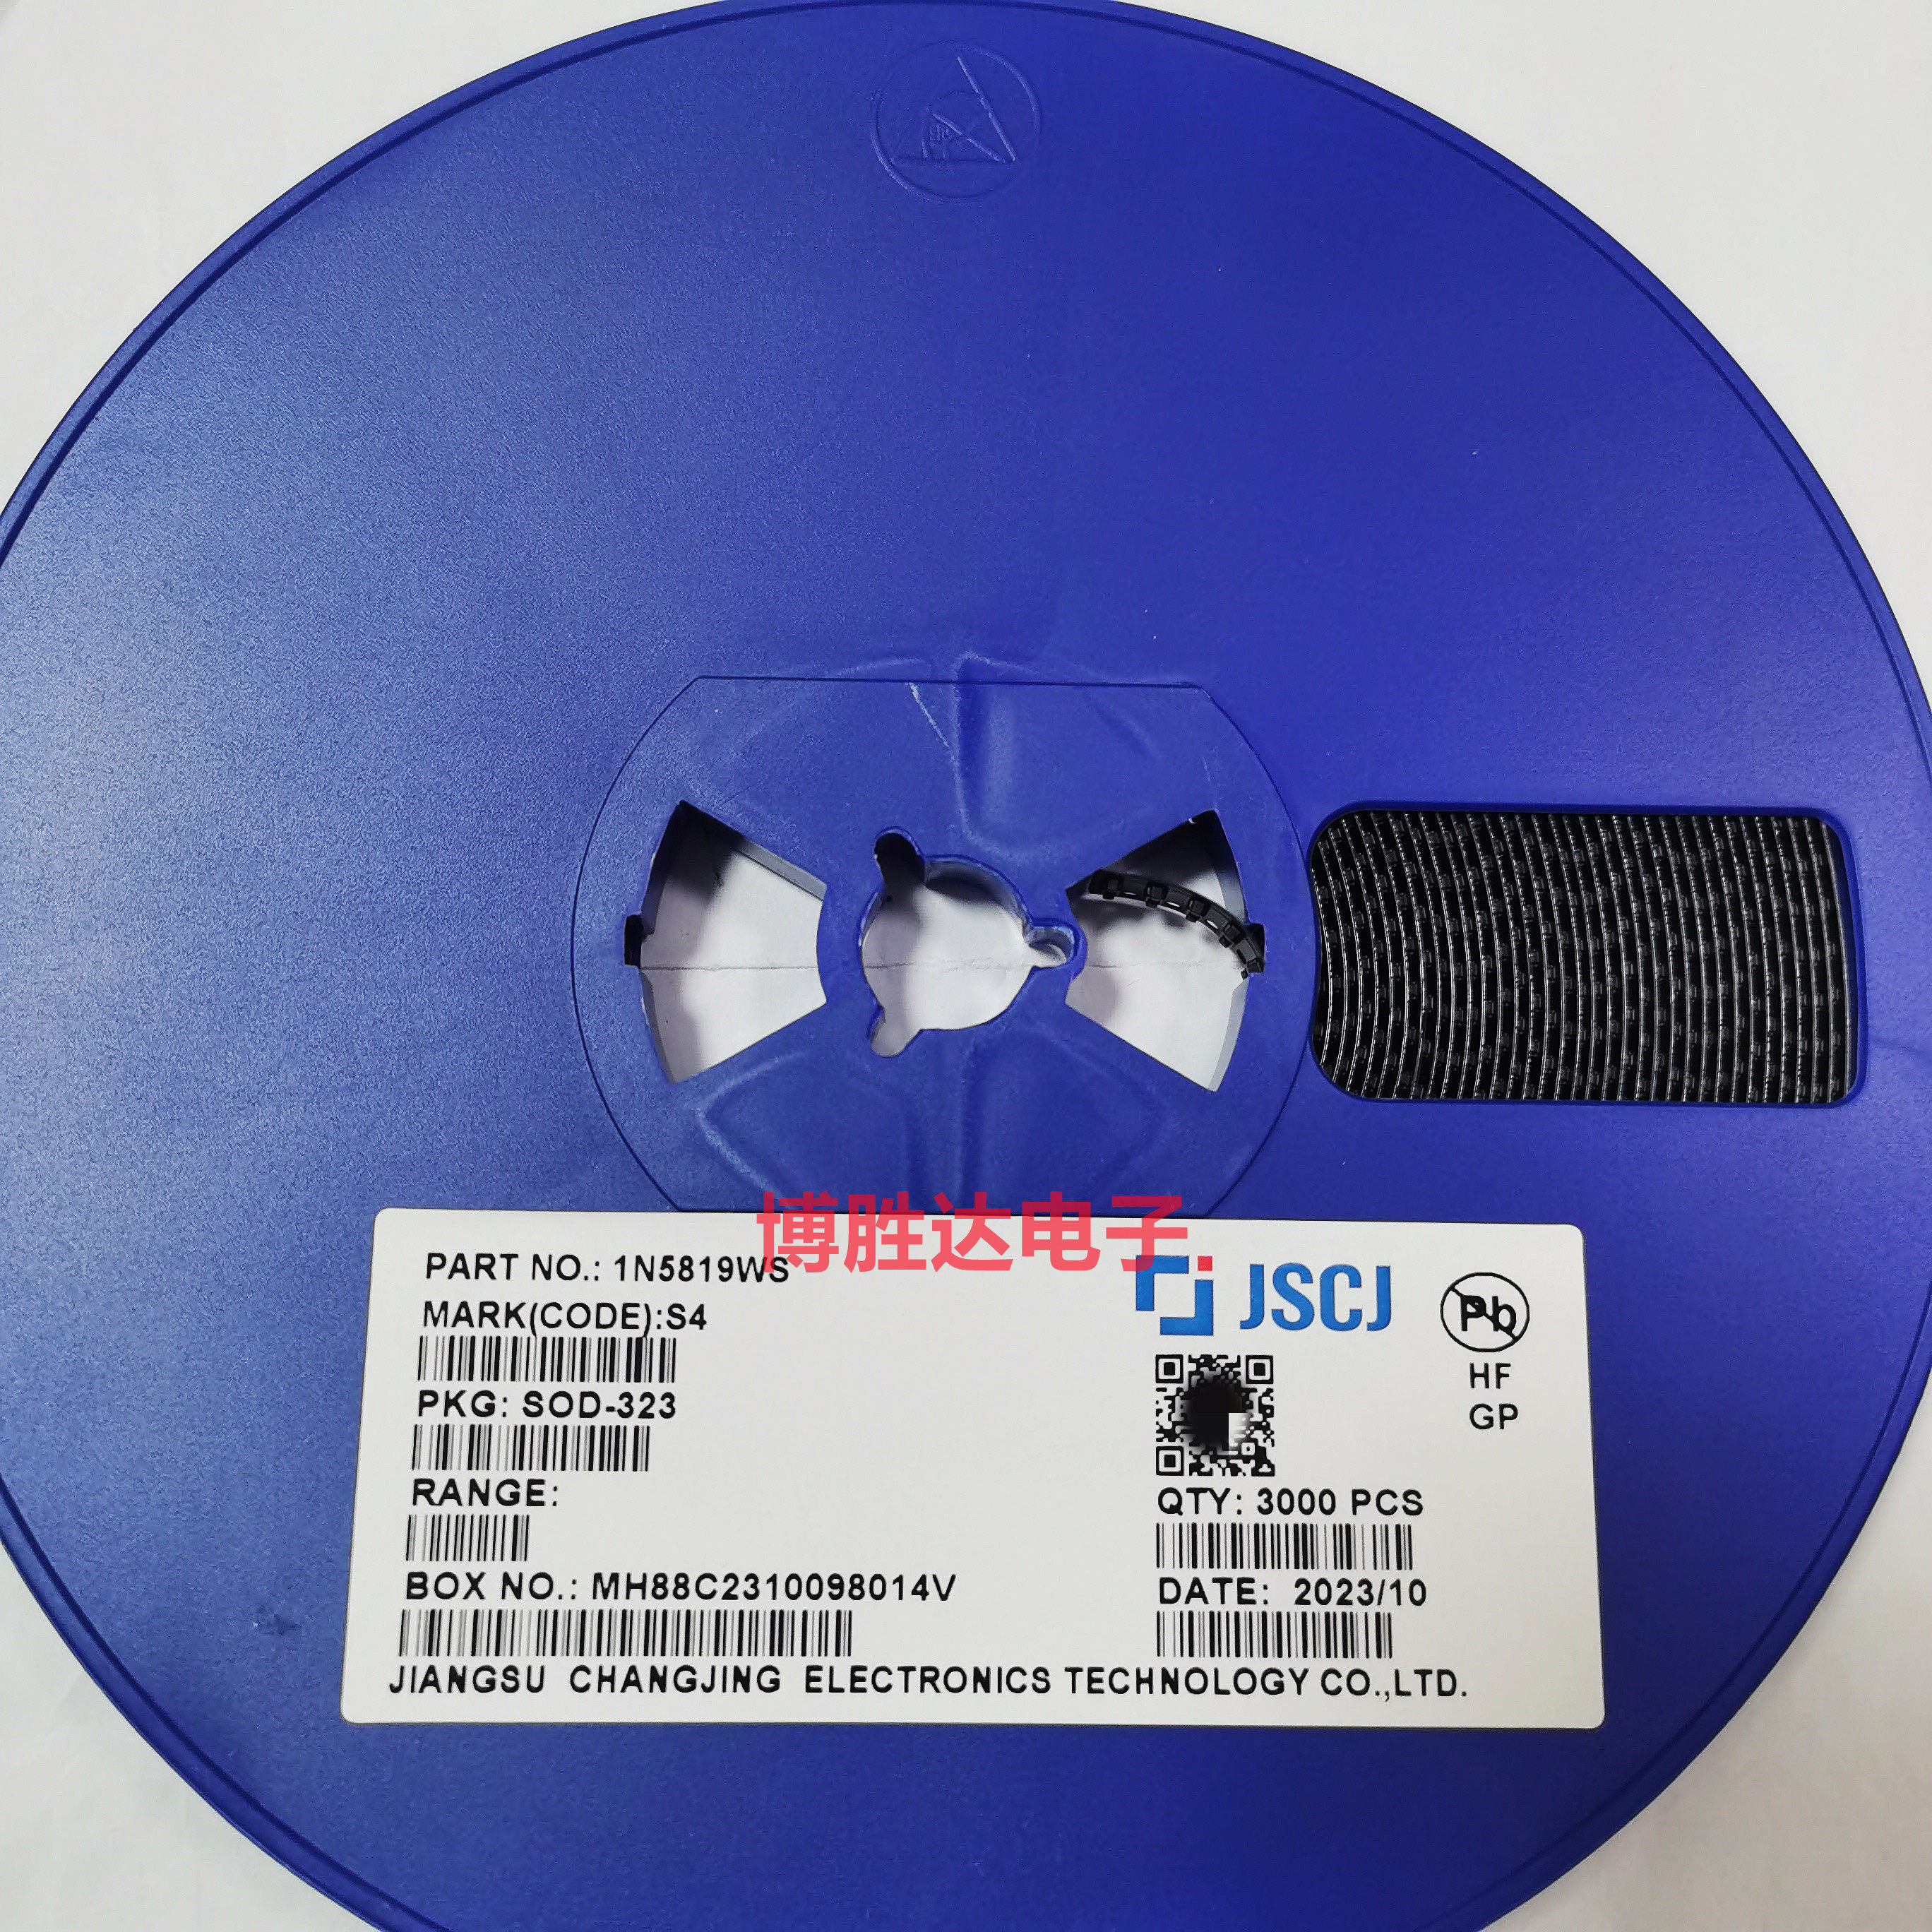 博胜达电子
PART NO.: 1N5819WS
MARK(CODE):S4
PKG: SOD-323
RANGE:
BOX NO.: MH88C2310098014V
JSCJ
Pb
HF
GP
QTY: 3000 PCS
DATE: 2023/10
JIANGSU CHANGJING ELECTRONICS TECHNOLOGY CO.,LTD.